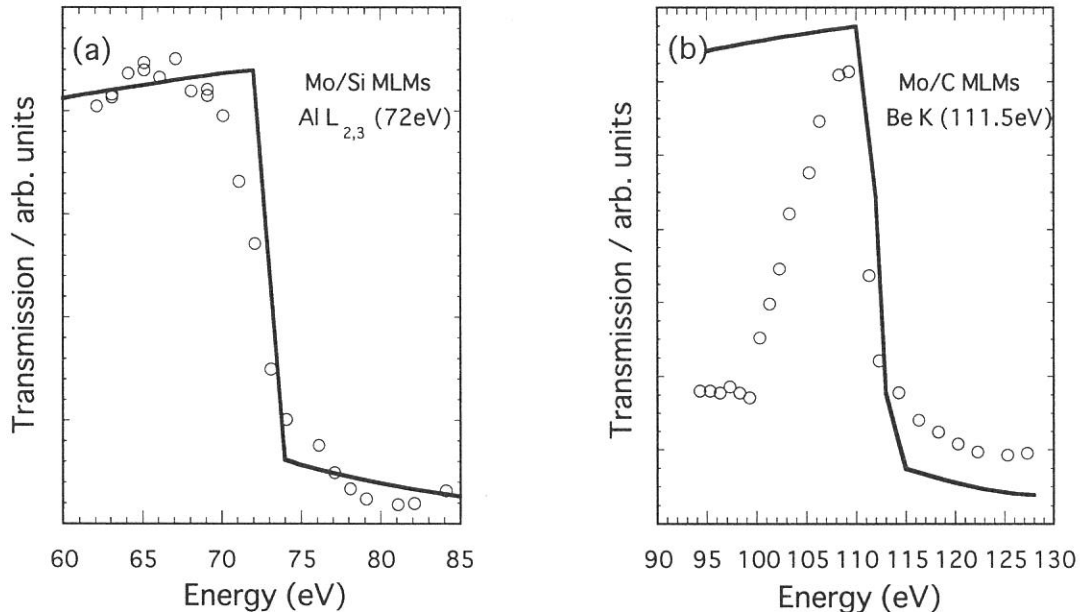 (a)
Mo/Si MLMs
Al L2,3 (72eV)
Transmission / arb. units
60 65 70 75 80 85
Energy (eV)
(b)
Mo/C MLMs
Be K (111.5eV)
Transmission / arb. units
90 95 100 105 110 115 120 125 130
Energy (eV)